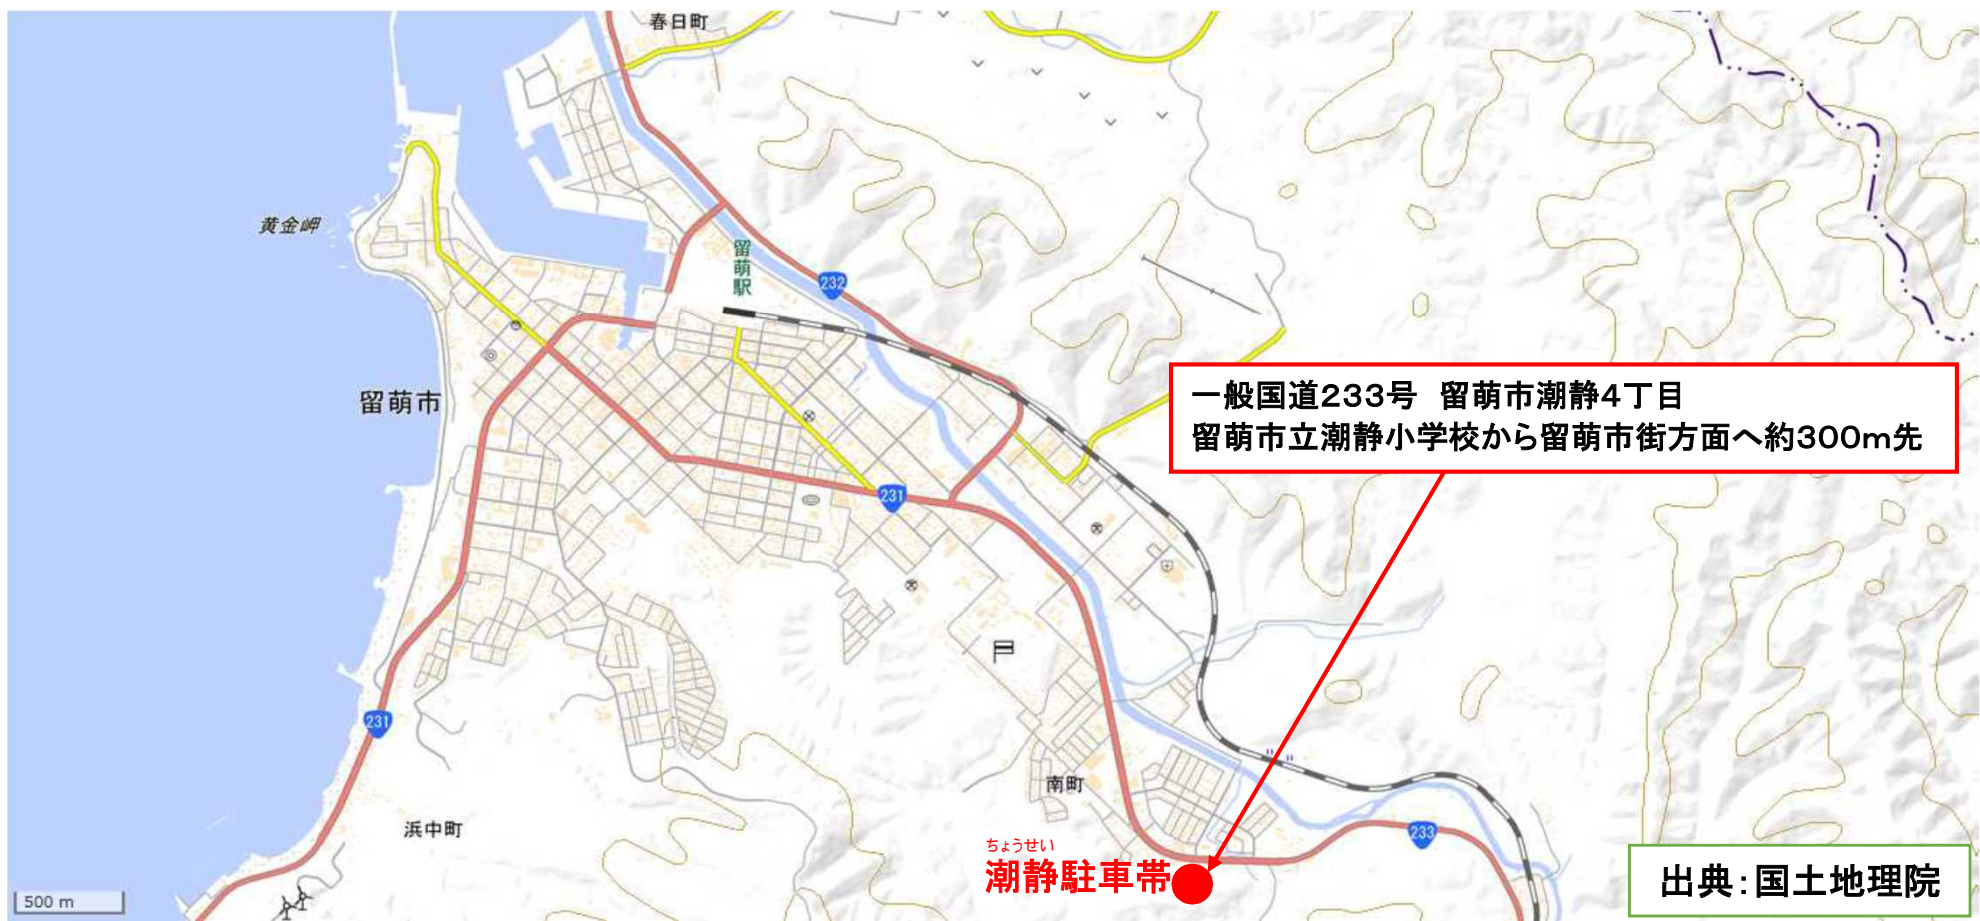 春日町
黄金岬
留萌駅
232
留萌市
一般国道233号 留萌市潮静4丁目
留萌市立潮静小学校から留萌市街方面へ約300m先
231
231
南町
浜中町
233
ちょうせい
潮静駐車帯
出典：国土地理院
500 m